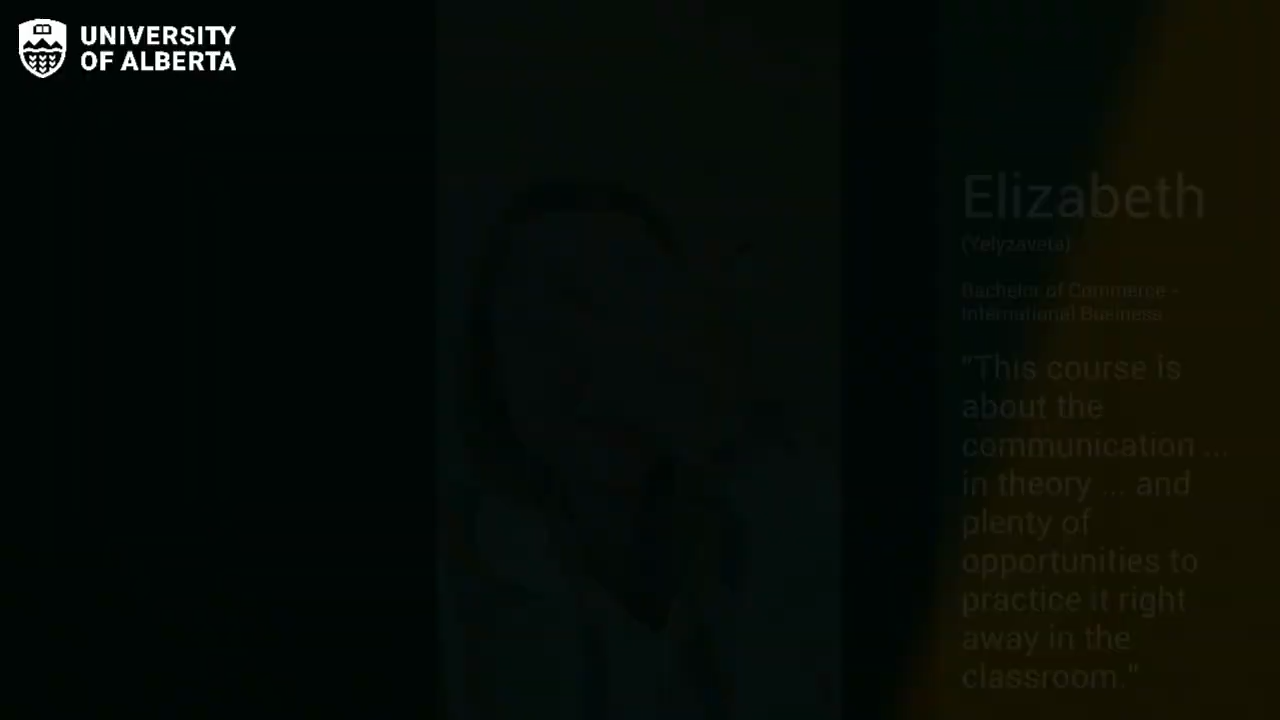 UNIVERSITY
OF ALBERTA
Elizabeth
(Yelyzaveta)
Bachelor of Commerce -
International Business
"This course is
about the
communication ...
in theory ... and
plenty of
opportunities to
practice it right
away in the
classroom."